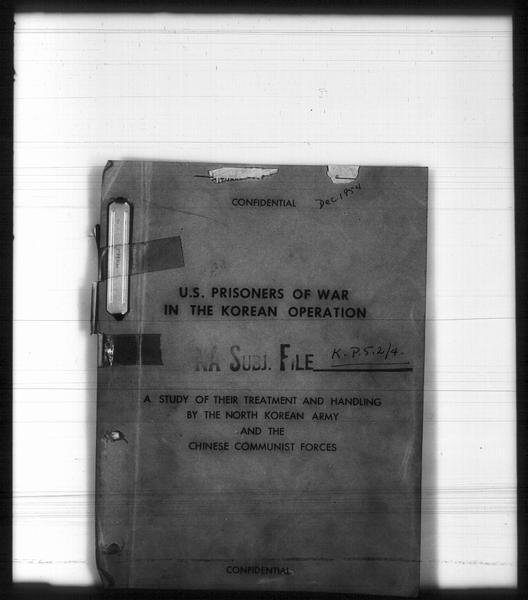 CONFIDENTIAL
Dec 1954
U.S. PRISONERS OF WAR
IN THE KOREAN OPERATION
NA SUBJ. FILE K-P.5.2/4.
A STUDY OF THEIR TREATMENT AND HANDLING
BY THE NORTH KOREAN ARMY
AND THE
CHINESE COMMUNIST FORCES
CONFIDENTIAL